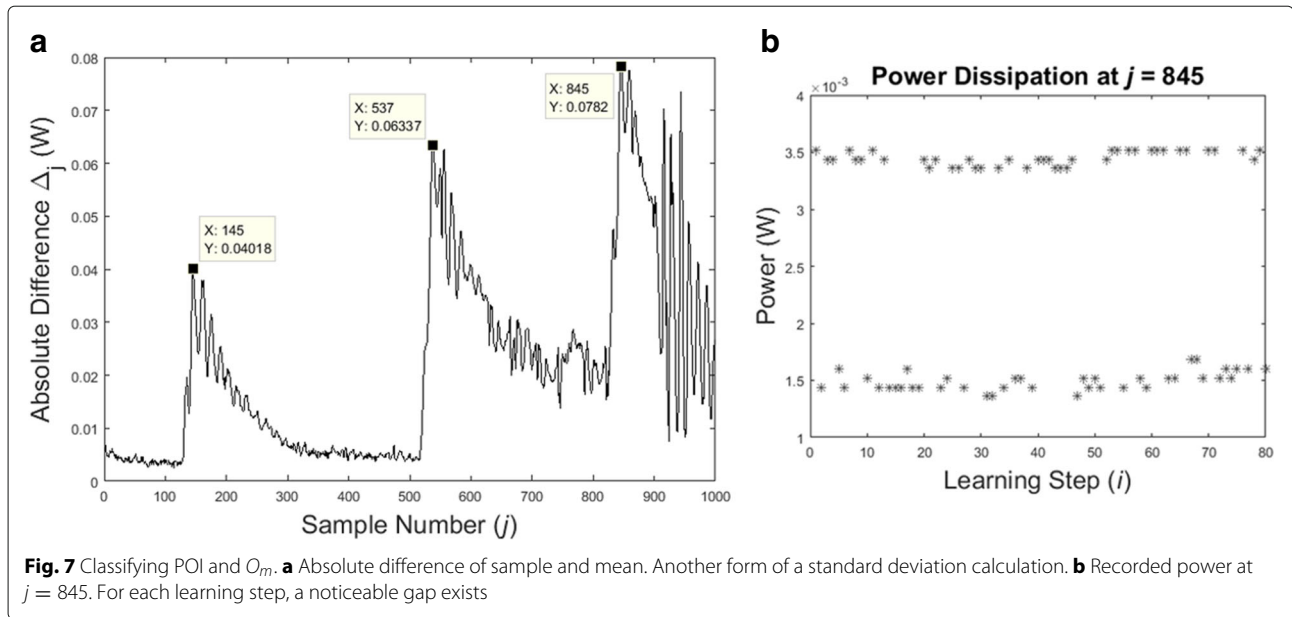 a
0.08
0.07
0.06
0.05
0.04
0.03
0.02
0.01
0
Absolute Difference Δj (W)
X: 145
Y: 0.04018
X: 537
Y: 0.06337
X: 845
Y: 0.0782
0 100 200 300 400 500 600 700 800 900 1000
Sample Number (j)
b
Power Dissipation at j = 845
× 10-3
4
3.5
3
2.5
2
1.5
1
Power (W)
0 10 20 30 40 50 60 70 80
Learning Step (i)
Fig. 7 Classifying POI and Om. a Absolute difference of sample and mean. Another form of a standard deviation calculation. b Recorded power at
j = 845. For each learning step, a noticeable gap exists